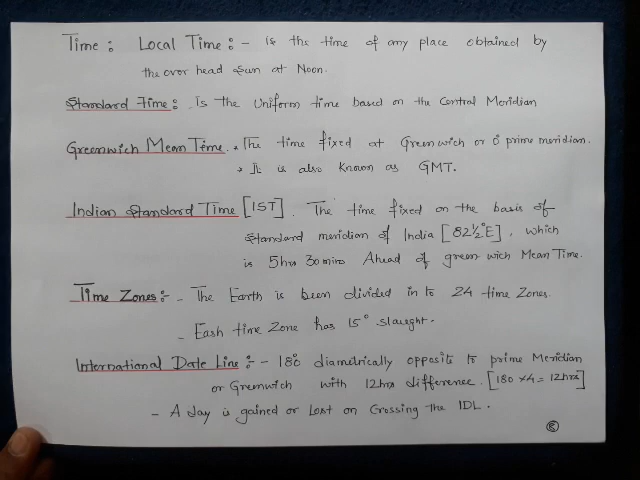 Time : Local Time :- is the time of any place obtained by
the over head sun at Noon.
Standard Time : Is the Uniform time based on the Central Meridian
Greenwich Mean Time. * The time fixed at Greenwich or 0° prime meridian.
* It is also known as GMT.
Indian Standard Time [IST]. The time fixed on the basis of
standard meridian of India [82½°E], which
is 5hrs 30mins Ahead of green wich Mean Time.
Time Zones :- - The Earth is been divided in to 24 time Zones.
- Eash time Zone has 15°
International Date Line :- - 180° diametrically opposite to prime Meridian
or Greenwich with 12hrs difference. [180 x4 = 12hrs]
- A day is gained or Lost on Crossing the IDL.